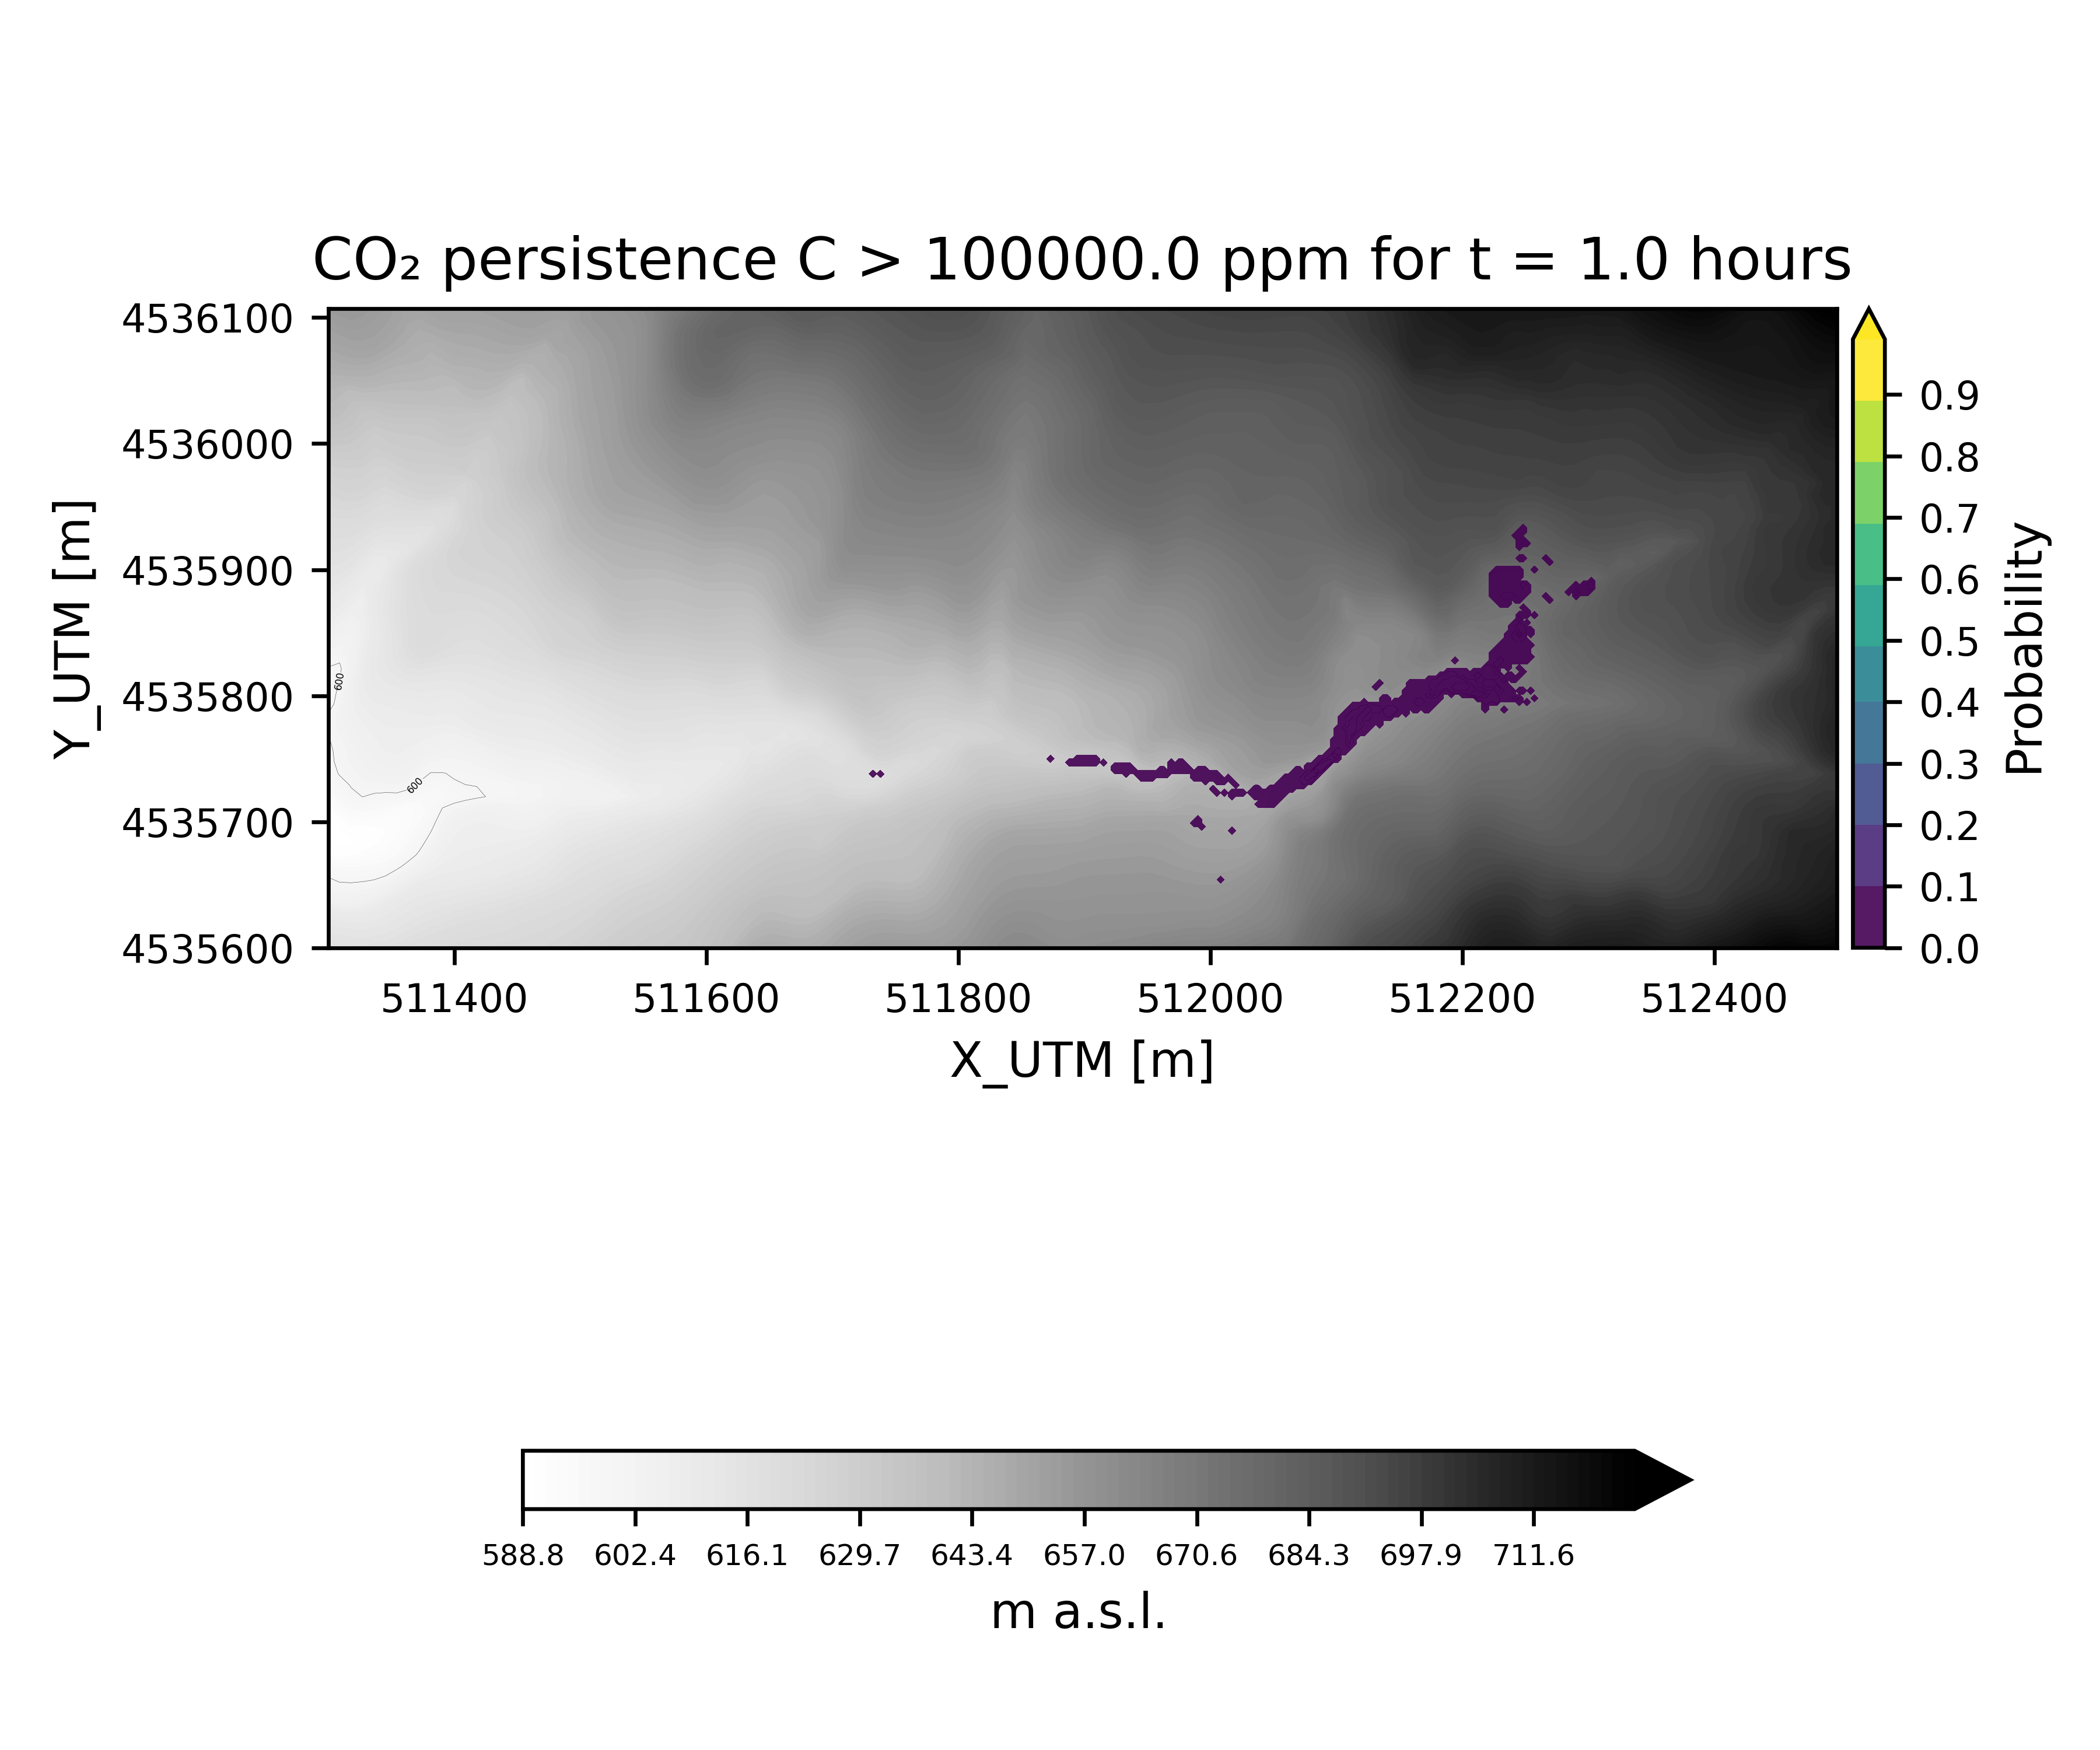 CO₂ persistence C > 100000.0 ppm for t = 1.0 hours
4536100
4536000
4535900
4535800
4535700
4535600
Y_UTM [m]
600
600
511400 511600 511800 512000 512200 512400
X_UTM [m]
0.9
0.8
0.7
0.6
0.5
0.4
0.3
0.2
0.1
0.0
Probability
588.8 602.4 616.1 629.7 643.4 657.0 670.6 684.3 697.9 711.6
m a.s.l.